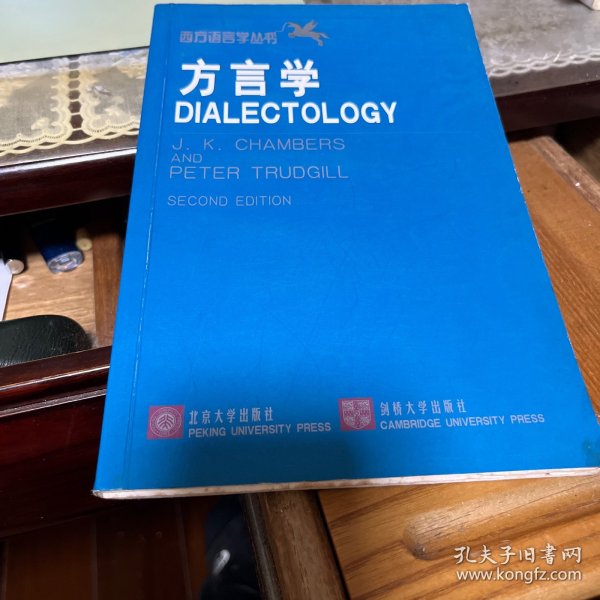 西方语言学丛书
方言学
DIALECTOLOGY
J. K. CHAMBERS
AND
PETER TRUDGILL
SECOND EDITION
北京大学出版社
PEKING UNIVERSITY PRESS
剑桥大学出版社
CAMBRIDGE UNIVERSITY PRESS
孔夫子旧书网
www.kongfz.com